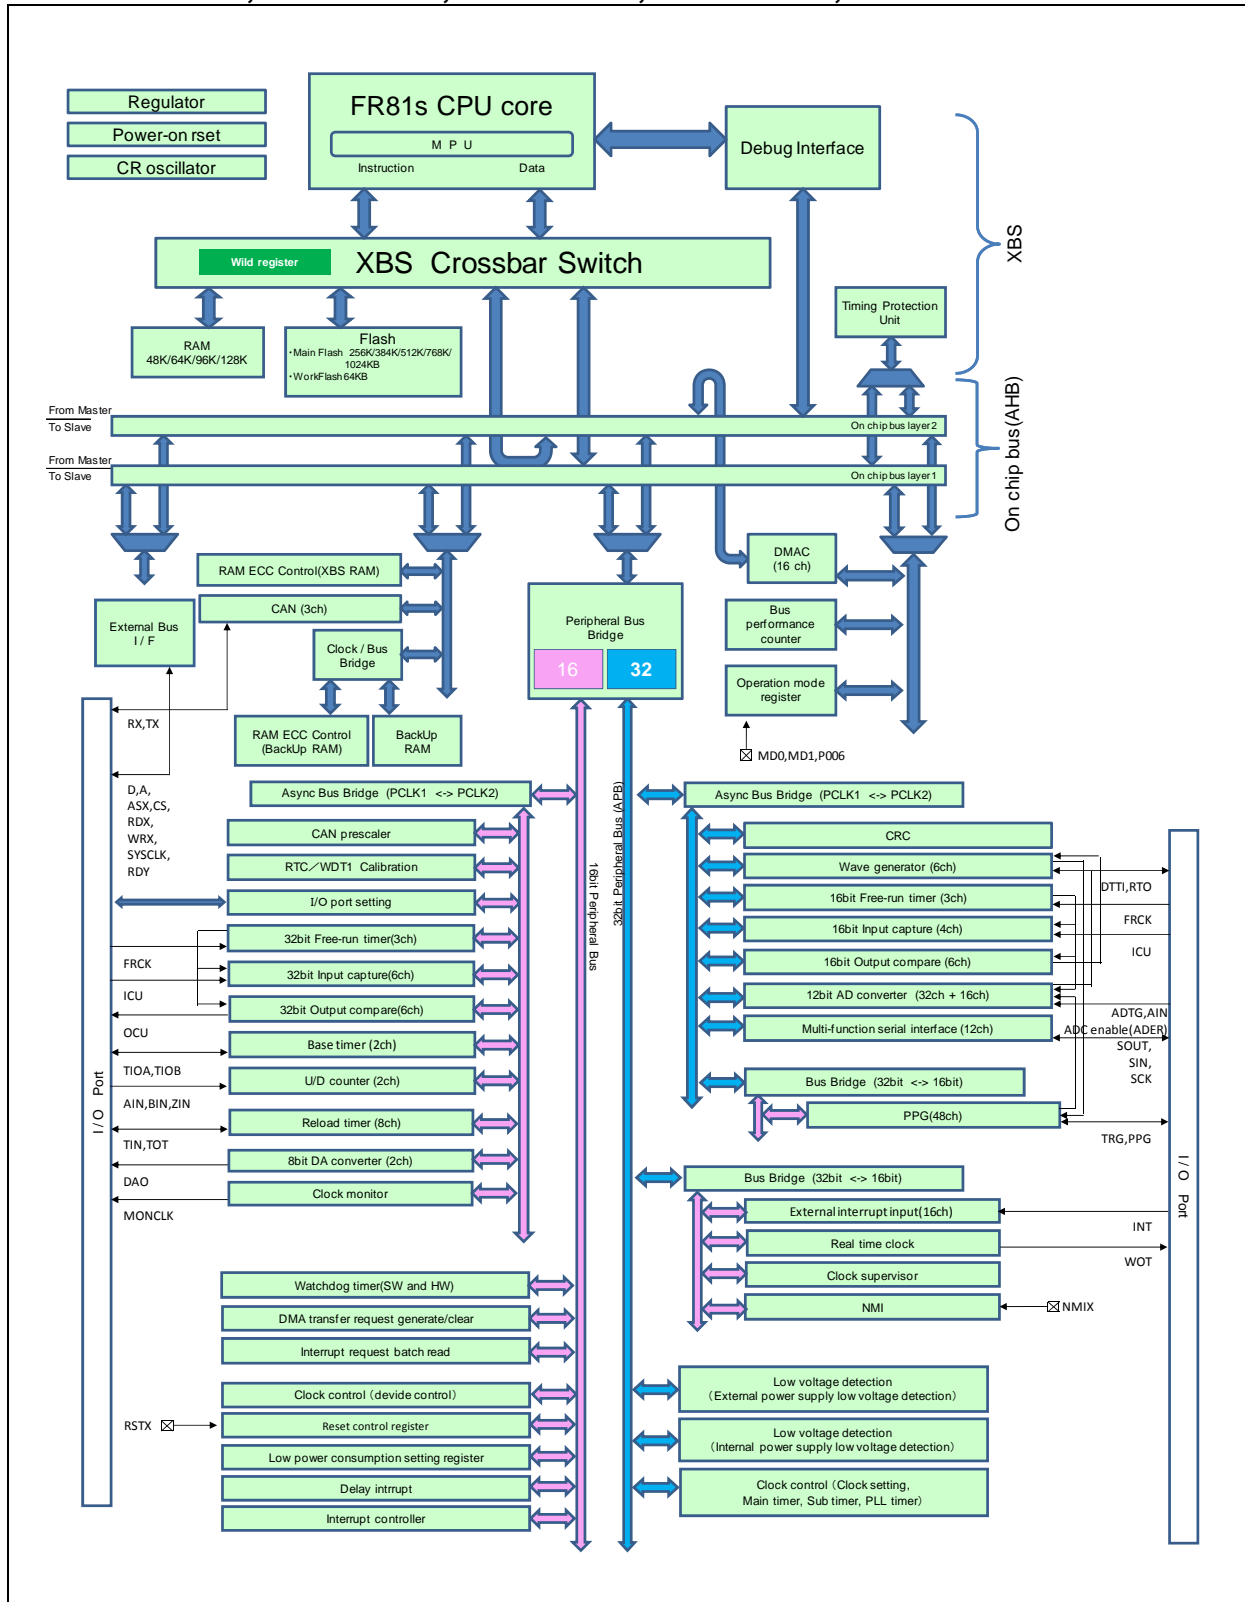 Regulator
Power-on rset
CR oscillator
FR81s CPU core
M P U
Instruction Data
Debug Interface
XBS
Wild register
XBS Crossbar Switch
Timing Protection
Unit
RAM
48K/64K/96K/128K
Flash
・Main Flash 256K/384K/512K/768K/
1024KB
・WorkFlash 64KB
On chip bus(AHB)
From Master
To Slave
On chip bus layer 2
From Master
To Slave
On chip bus layer 1
RAM ECC Control(XBS RAM)
CAN (3ch)
External Bus
I / F
Clock / Bus
Bridge
RAM ECC Control
(BackUp RAM)
BackUp
RAM
Peripheral Bus
Bridge
16
32
DMAC
(16 ch)
Bus
performance
counter
Operation mode
register
MD0,MD1,P006
RX,TX
D,A,
ASX,CS,
RDX,
WRX,
SYSCLK,
RDY
I / O Port
Async Bus Bridge (PCLK1 <-> PCLK2)
CAN prescaler
RTC／WDT1 Calibration
I/O port setting
32bit Free-run timer(3ch)
FRCK
32bit Input capture(6ch)
ICU
32bit Output compare(6ch)
OCU
Base timer (2ch)
TIOA,TIOB
U/D counter (2ch)
AIN,BIN,ZIN
Reload timer (8ch)
TIN,TOT
8bit DA converter (2ch)
DAO
Clock monitor
MONCLK
16bit Peripheral Bus
32bit Peripheral Bus (APB)
Async Bus Bridge (PCLK1 <-> PCLK2)
CRC
Wave generator (6ch)
DTTI,RTO
16bit Free-run timer (3ch)
FRCK
16bit Input capture (4ch)
ICU
16bit Output compare (6ch)
12bit AD converter (32ch + 16ch)
ADTG,AIN
ADC enable(ADER)
Multi-function serial interface (12ch)
SOUT,
SIN,
SCK
Bus Bridge (32bit <-> 16bit)
PPG(48ch)
TRG,PPG
I / O Port
Bus Bridge (32bit <-> 16bit)
External interrupt input(16ch)
INT
Real time clock
WOT
Clock supervisor
NMI
NMIX
Watchdog timer(SW and HW)
DMA transfer request generate/clear
Interrupt request batch read
Clock control（devide control）
RSTX
Reset control register
Low power consumption setting register
Delay intrrupt
Interrupt controller
Low voltage detection
（External power supply low voltage detection）
Low voltage detection
（Internal power supply low voltage detection）
Clock control（Clock setting,
Main timer, Sub timer, PLL timer）